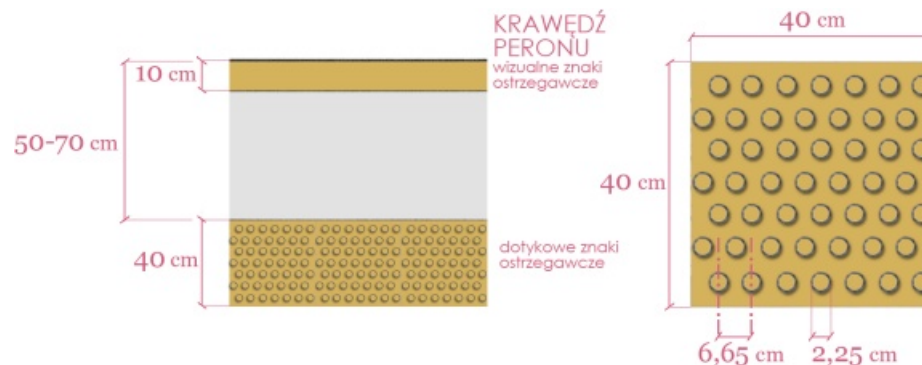 KRAWĘDŹ
PERONU
wizualne znaki
ostrzegawcze
10 cm
50-70 cm
40 cm
dotykowe znaki
ostrzegawcze
40 cm
40 cm
6,65 cm
2,25 cm